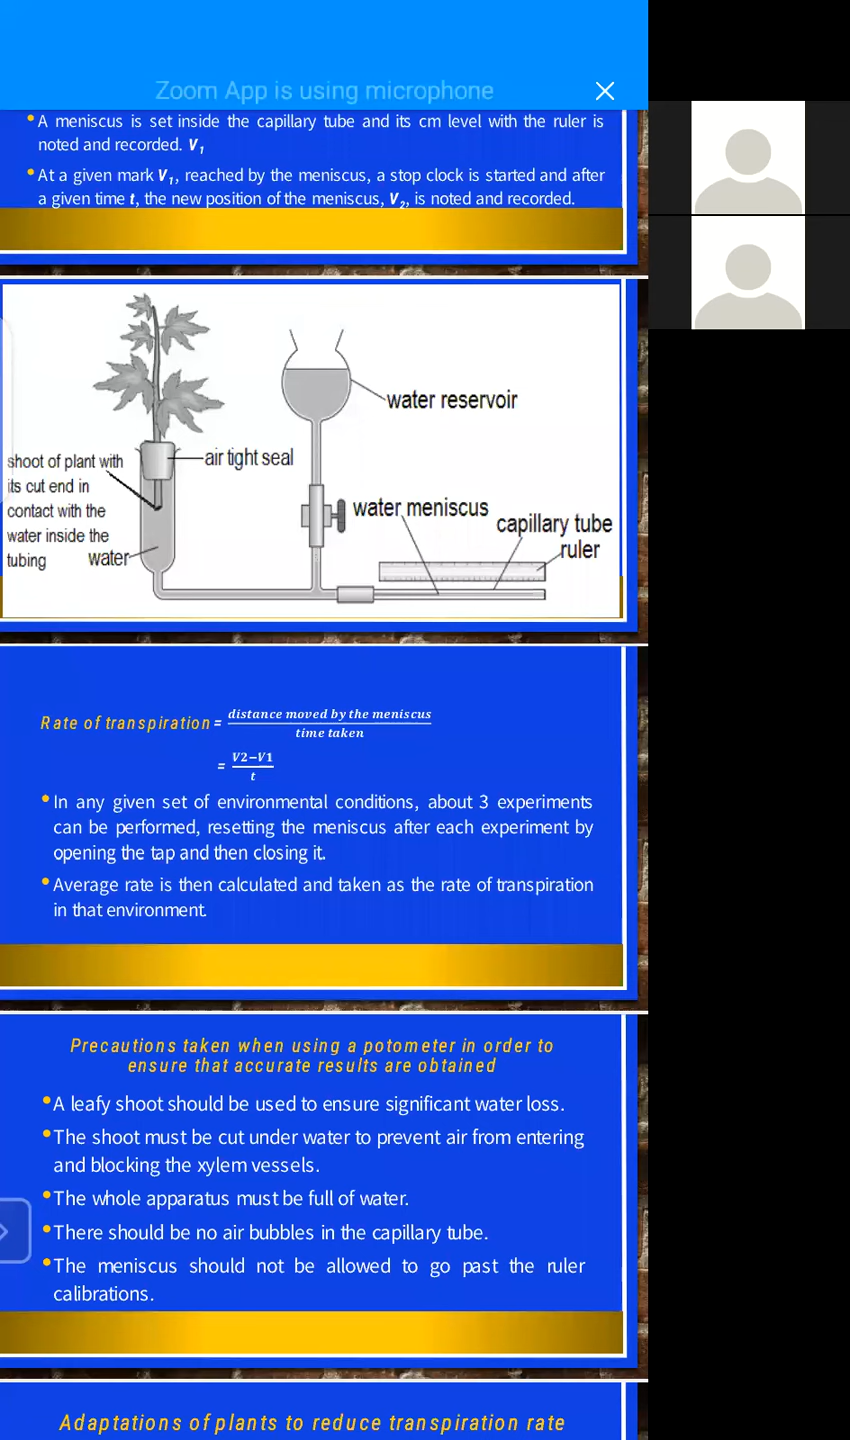 Zoom App is using microphone
• A meniscus is set inside the capillary tube and its cm level with the ruler is
noted and recorded. V1
• At a given mark V1, reached by the meniscus, a stop clock is started and after
a given time t, the new position of the meniscus, V2, is noted and recorded.
water reservoir
shoot of plant with
its cut end in
contact with the
water inside the
tubing
air tight seal
water
water meniscus
capillary tube
ruler
Rate of transpiration = distance moved by the meniscus
time taken
= V2−V1
t
• In any given set of environmental conditions, about 3 experiments
can be performed, resetting the meniscus after each experiment by
opening the tap and then closing it.
• Average rate is then calculated and taken as the rate of transpiration
in that environment.
Precautions taken when using a potometer in order to
ensure that accurate results are obtained
• A leafy shoot should be used to ensure significant water loss.
• The shoot must be cut under water to prevent air from entering
and blocking the xylem vessels.
• The whole apparatus must be full of water.
• There should be no air bubbles in the capillary tube.
• The meniscus should not be allowed to go past the ruler
calibrations.
Adaptations of plants to reduce transpiration rate